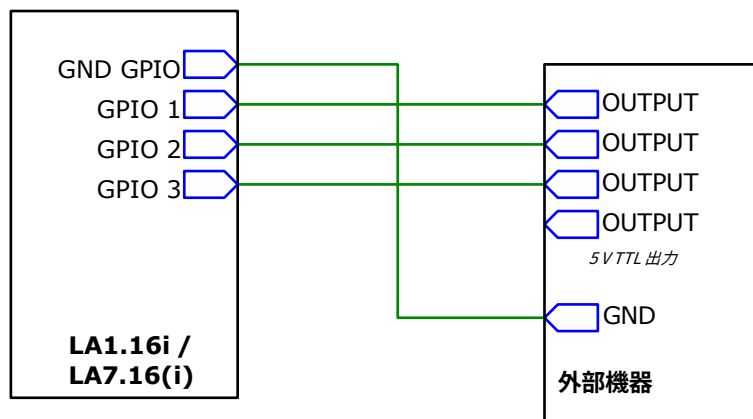 GND GPIO
GPIO 1
GPIO 2
GPIO 3
LA1.16i /
LA7.16(i)
OUTPUT
OUTPUT
OUTPUT
OUTPUT
5V TTL 出力
GND
外部機器